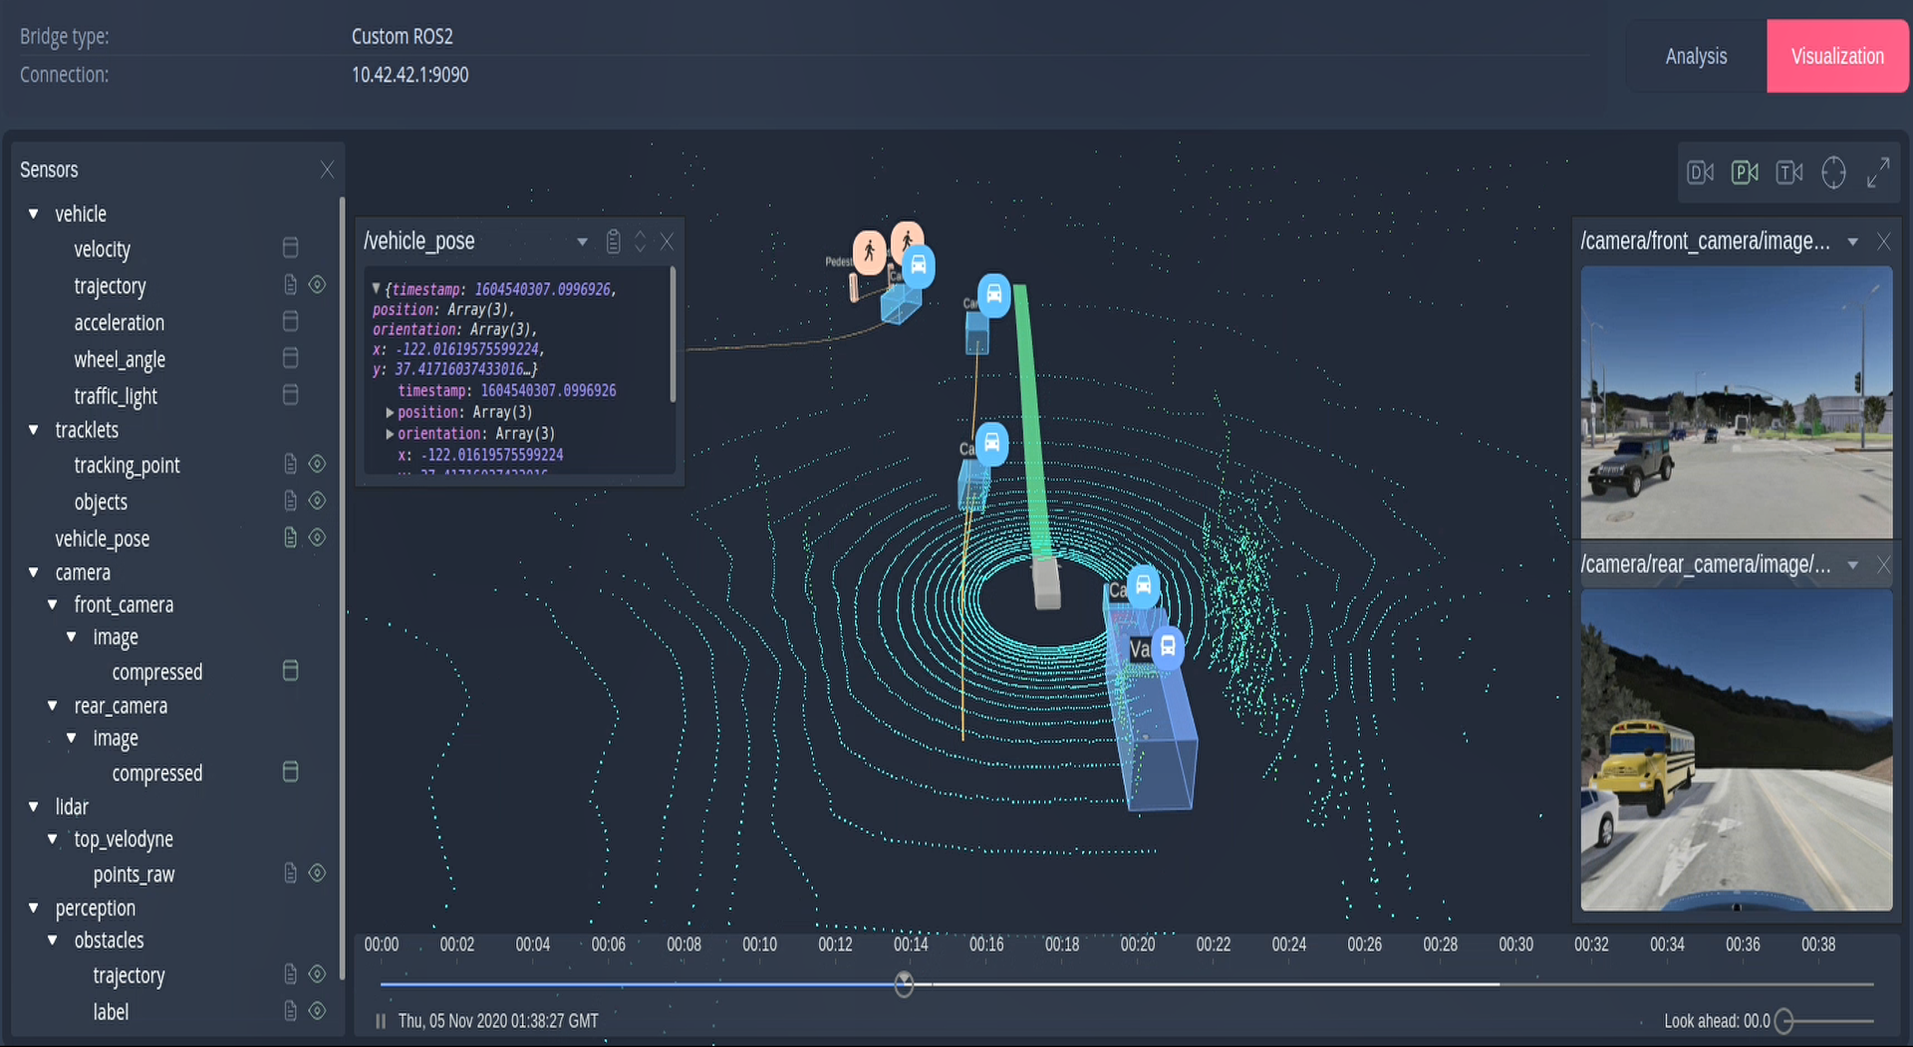 Bridge type: Custom ROS2
Connection: 10.42.42.1:9090
Analysis Visualization
Sensors
vehicle
velocity
trajectory
acceleration
wheel_angle
traffic_light
tracklets
tracking_point
objects
vehicle_pose
camera
front_camera
image
compressed
rear_camera
image
compressed
lidar
top_velodyne
points_raw
perception
obstacles
trajectory
label
/vehicle_pose
{timestamp: 1604540307.0996926,
position: Array(3),
orientation: Array(3),
x: -122.01619575599224,
y: 37.41716037433016…}
timestamp: 1604540307.0996926
position: Array(3)
orientation: Array(3)
x: -122.01619575599224
Pedest
Ca
Car
Ca
Ca
Va
D P T
/camera/front_camera/image...
/camera/rear_camera/image/...
00:00 00:02 00:04 00:06 00:08 00:10 00:12 00:14 00:16 00:18 00:20 00:22 00:24 00:26 00:28 00:30 00:32 00:34 00:36 00:38
Thu, 05 Nov 2020 01:38:27 GMT
Look ahead: 00.0